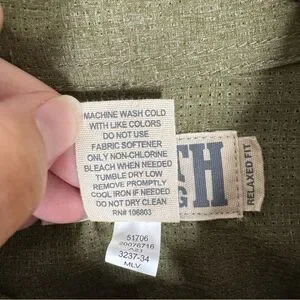 MACHINE WASH COLD
WITH LIKE COLORS
DO NOT USE
FABRIC SOFTENER
ONLY NON-CHLORINE
BLEACH WHEN NEEDED
TUMBLE DRY LOW
REMOVE PROMPTLY
COOL IRON IF NEEDED
DO NOT DRY CLEAN
RN# 106803
TH
G
RELAXED FIT
51706
20076716
A21
3237-34
MLV